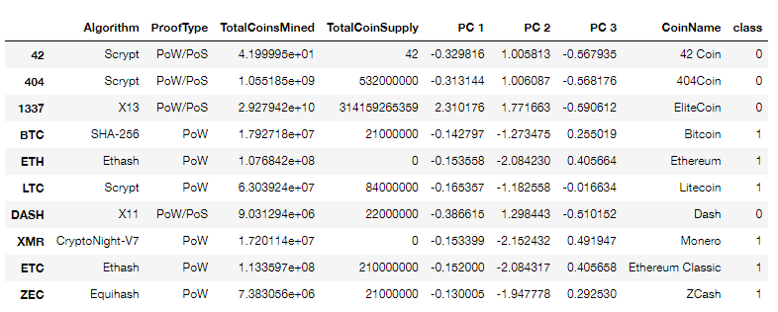 Algorithm ProofType TotalCoinsMined TotalCoinSupply PC 1 PC 2 PC 3 CoinName class
42 Scrypt PoW/PoS 4.199995e+01 42 -0.329816 1.005813 -0.567935 42 Coin 0
404 Scrypt PoW/PoS 1.055185e+09 532000000 -0.313144 1.006087 -0.568176 404Coin 0
1337 X13 PoW/PoS 2.927942e+10 314159265359 2.310176 1.771663 -0.590612 EliteCoin 0
BTC SHA-256 PoW 1.792718e+07 21000000 -0.142797 -1.273475 0.255019 Bitcoin 1
ETH Ethash PoW 1.076842e+08 0 -0.153558 -2.084230 0.405664 Ethereum 1
LTC Scrypt PoW 6.303924e+07 84000000 -0.165357 -1.182558 -0.016634 Litecoin 1
DASH X11 PoW/PoS 9.031294e+06 22000000 -0.386615 1.298443 -0.510152 Dash 0
XMR CryptoNight-V7 PoW 1.720114e+07 0 -0.153399 -2.152432 0.491947 Monero 1
ETC Ethash PoW 1.133597e+08 210000000 -0.152000 -2.084317 0.405658 Ethereum Classic 1
ZEC Equihash PoW 7.383056e+06 21000000 -0.130005 -1.947778 0.292530 ZCash 1